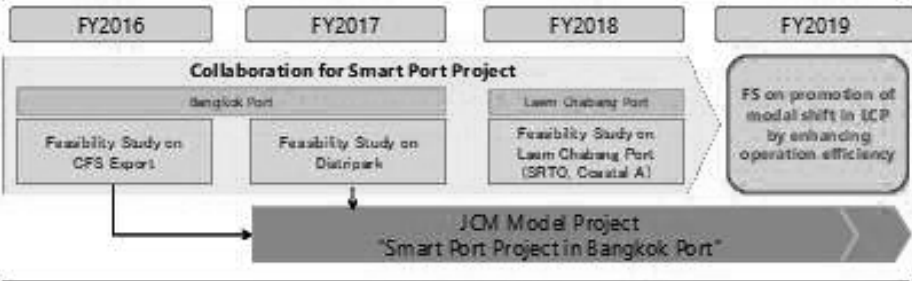 FY2016
FY2017
FY2018
FY2019
Collaboration for Smart Port Project
Bangkok Port
Laem Chabang Port
Feasibility Study on
CFS Export
Feasibility Study on
Distripark
Feasibility Study on
Laem Chabang Port
(SRTO, Coastal A)
FS on promotion of
modal shift in LCP
by enhancing
operation efficiency
JCM Model Project
"Smart Port Project in Bangkok Port"